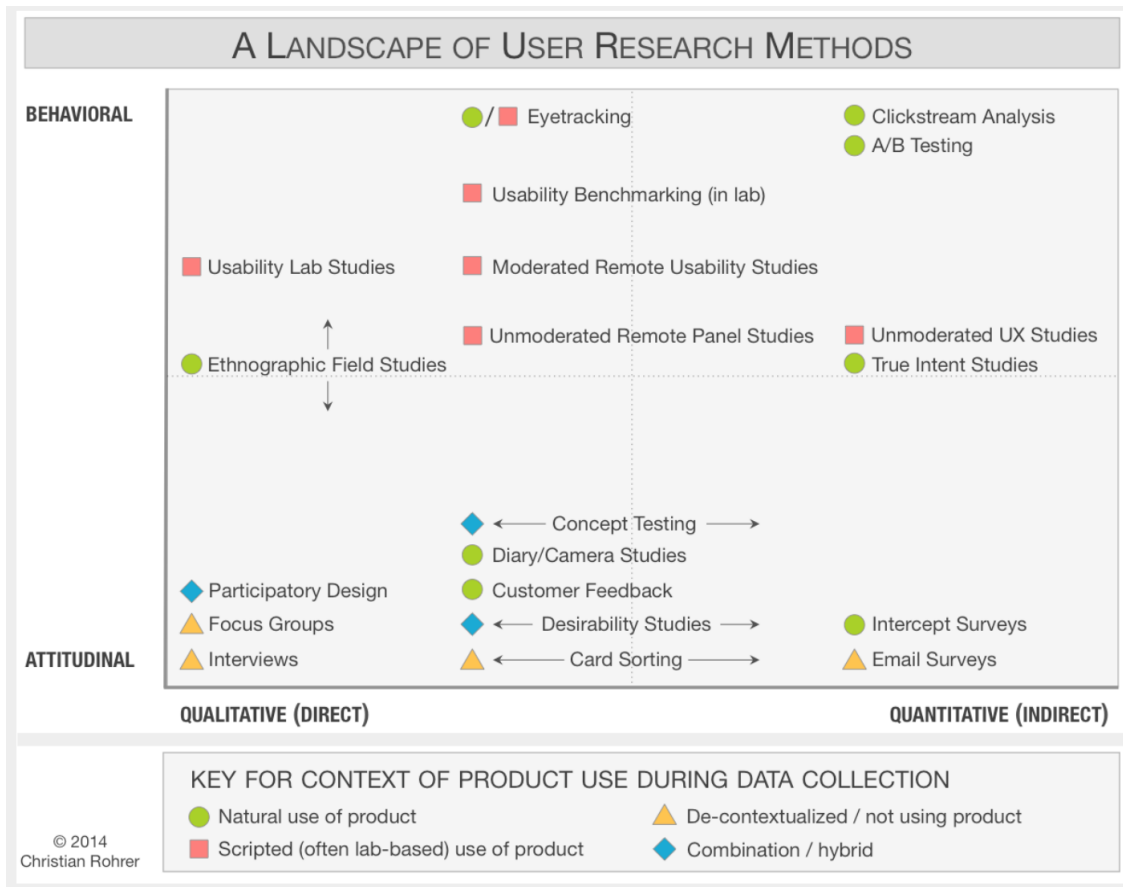 A LANDSCAPE OF USER RESEARCH METHODS
BEHAVIORAL
/ Eyetracking
Clickstream Analysis
A/B Testing
Usability Benchmarking (in lab)
Usability Lab Studies
Moderated Remote Usability Studies
Unmoderated Remote Panel Studies
Unmoderated UX Studies
Ethnographic Field Studies
True Intent Studies
Concept Testing
Diary/Camera Studies
Participatory Design
Customer Feedback
Focus Groups
Desirability Studies
Intercept Surveys
ATTITUDINAL
Interviews
Card Sorting
Email Surveys
QUALITATIVE (DIRECT)
QUANTITATIVE (INDIRECT)
KEY FOR CONTEXT OF PRODUCT USE DURING DATA COLLECTION
Natural use of product
De-contextualized / not using product
Scripted (often lab-based) use of product
Combination / hybrid
© 2014
Christian Rohrer